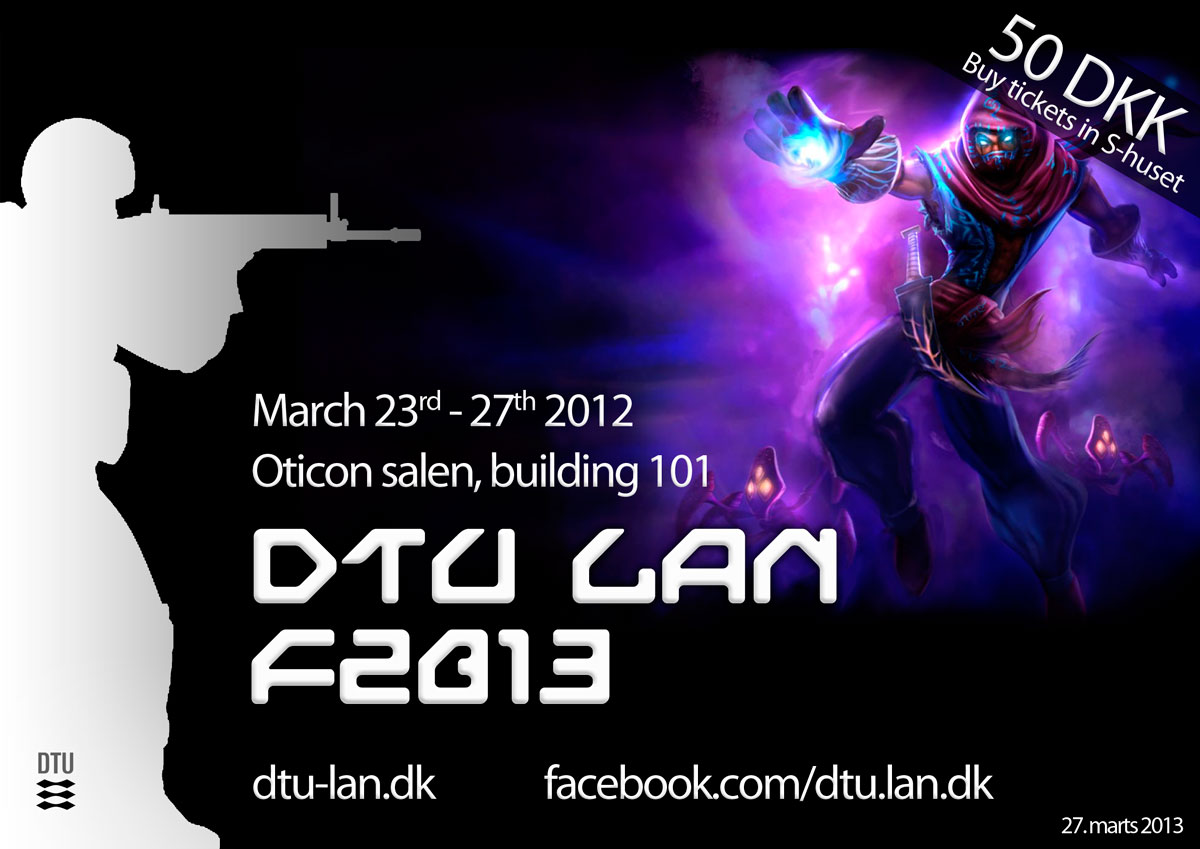 50 DKK
Buy tickets in S-huset
March 23rd - 27th 2012
Oticon salen, building 101
DTU LAN
F2013
dtu-lan.dk
facebook.com/dtu.lan.dk
DTU
27. marts 2013